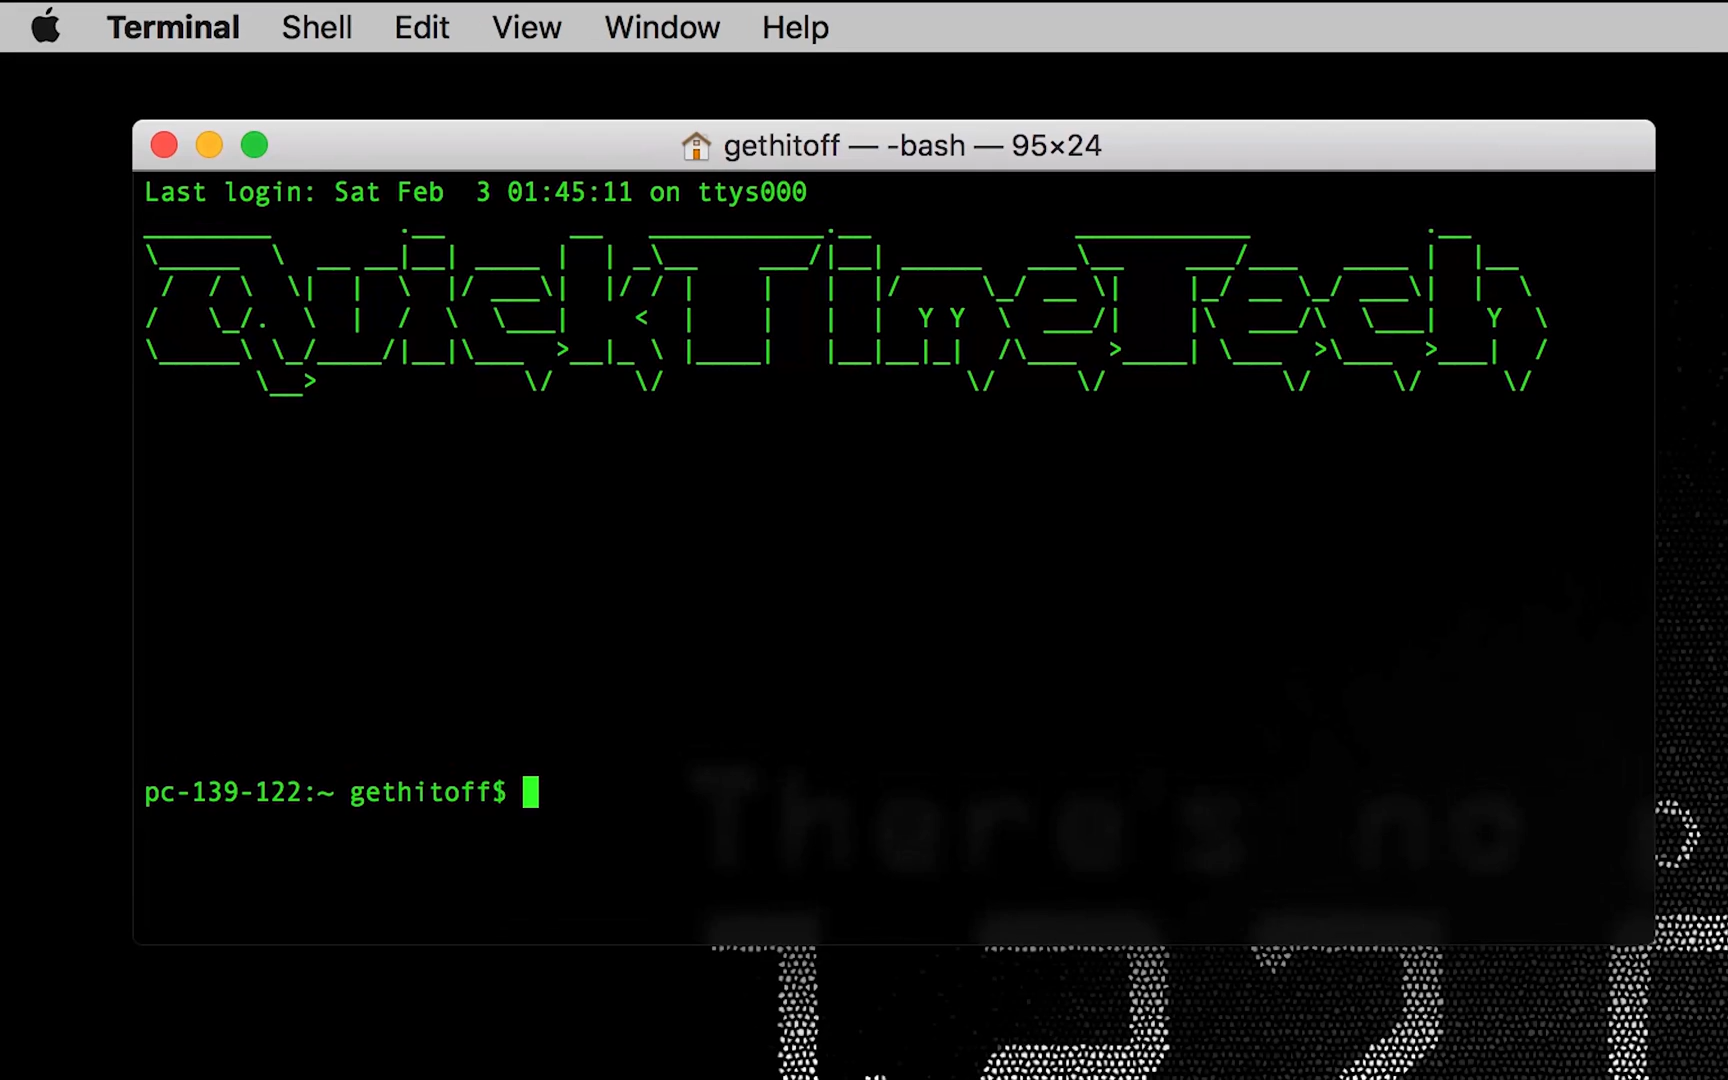 Terminal Shell Edit View Window Help
gethitoff — -bash — 95×24
Last login: Sat Feb  3 01:45:11 on ttys000
QuickTimeTech
pc-139-122:~ gethitoff$
There's no